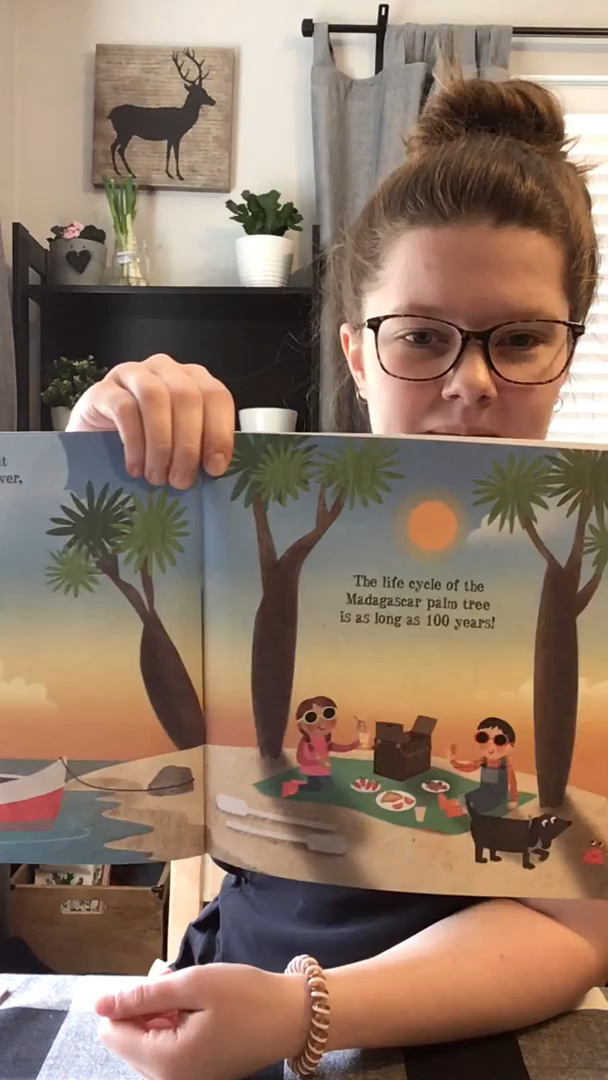 The life cycle of the
Madagascar palm tree
is as long as 100 years!